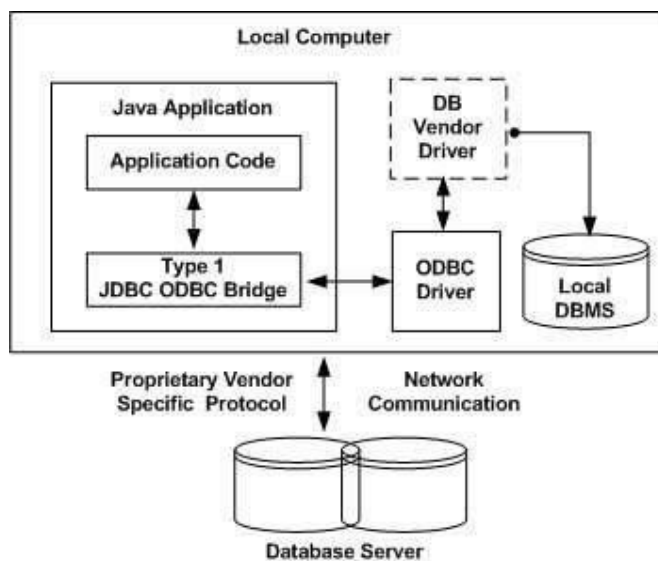 Local Computer
Java Application
Application Code
Type 1
JDBC ODBC Bridge
DB
Vendor
Driver
ODBC
Driver
Local
DBMS
Proprietary Vendor
Specific Protocol
Network
Communication
Database Server